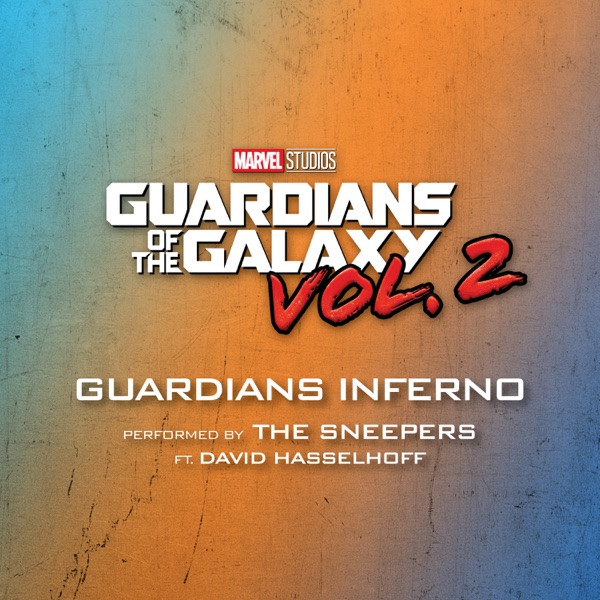 MARVEL STUDIOS
GUARDIANS
OF THE GALAXY
VOL. 2
GUARDIANS INFERNO
PERFORMED BY THE SNEEPERS
FT. DAVID HASSELHOFF